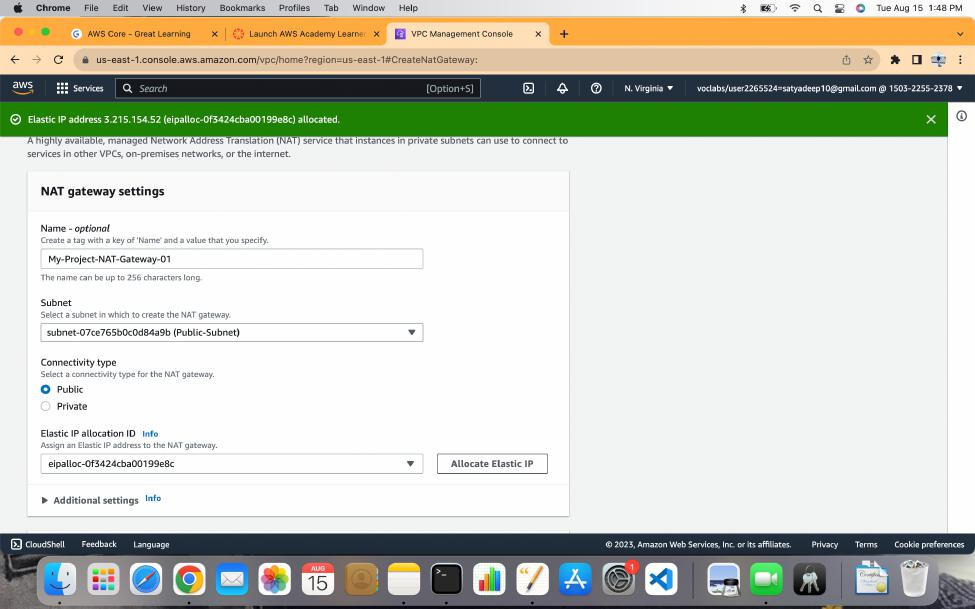 Chrome File Edit View History Bookmarks Profiles Tab Window Help Tue Aug 15 1:48 PM
AWS Core - Great Learning Launch AWS Academy Learner VPC Management Console
us-east-1.console.aws.amazon.com/vpc/home?region=us-east-1#CreateNatGateway:
aws Services Search [Option+S] N. Virginia voclabs/user2265524=satyadeep10@gmail.com @ 1503-2255-2378
Elastic IP address 3.215.154.52 (eipalloc-0f3424cba00199e8c) allocated.
A highly available, managed Network Address Translation (NAT) service that instances in private subnets can use to connect to
services in other VPCs, on-premises networks, or the internet.
NAT gateway settings
Name - optional
Create a tag with a key of 'Name' and a value that you specify.
My-Project-NAT-Gateway-01
The name can be up to 256 characters long.
Subnet
Select a subnet in which to create the NAT gateway.
subnet-07ce765b0c0d84a9b (Public-Subnet)
Connectivity type
Select a connectivity type for the NAT gateway.
Public
Private
Elastic IP allocation ID Info
Assign an Elastic IP address to the NAT gateway.
eipalloc-0f3424cba00199e8c Allocate Elastic IP
Additional settings Info
CloudShell Feedback Language © 2023, Amazon Web Services, Inc. or its affiliates. Privacy Terms Cookie preferences
AUG
15
1